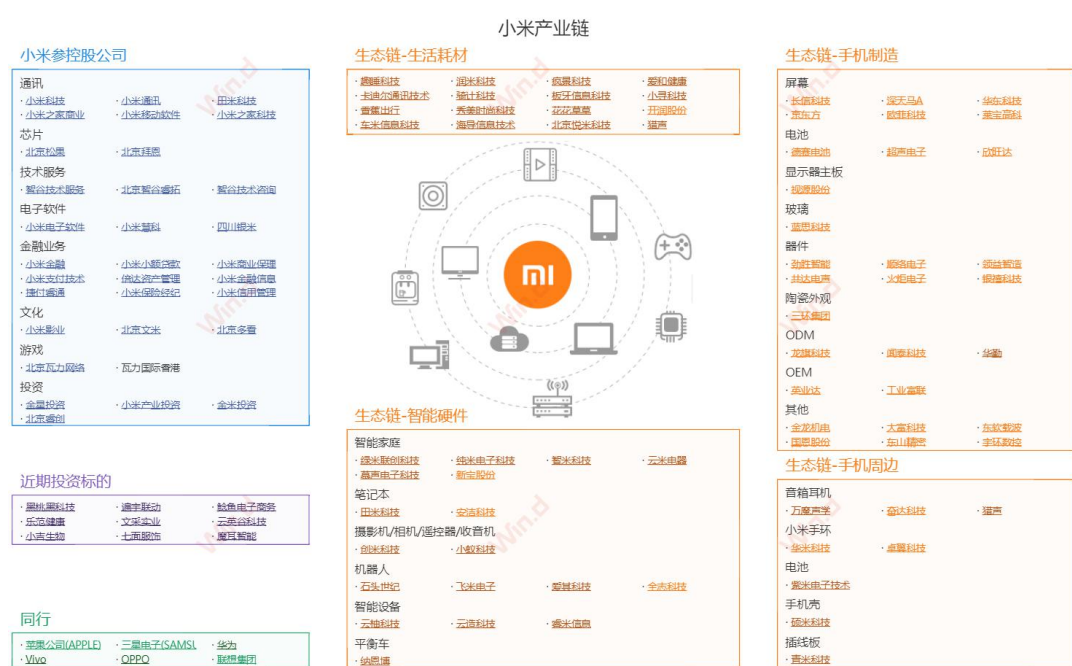 小米产业链
小米参控股公司
通讯
· 小米科技 · 小米通讯 · 田米科技
· 小米之家商业 · 小米移动软件 · 小米之家科技
芯片
· 北京松果 · 北京拜恩
技术服务
· 智谷技术服务 · 北京智谷睿拓 · 智谷技术咨询
电子软件
· 小米电子软件 · 小米慧科 · 四川银米
金融业务
· 小米金融 · 小米小额贷款 · 小米商业保理
· 小米支付技术 · 倍达资产管理 · 小米金融信息
· 捷付睿通 · 小米保险经纪 · 小米信用管理
文化
· 小米影业 · 北京文米 · 北京多看
游戏
· 北京瓦力网络 · 瓦力国际香港
投资
· 金星投资 · 小米产业投资 · 金米投资
· 北京睿创
近期投资标的
· 黑桃黑科技 · 遍宇联动 · 鲶鱼电子商务
· 乐范健康 · 文采实业 · 云英谷科技
· 小吉生物 · 七面服饰 · 魔耳智能
同行
· 苹果公司(APPLE) · 三星电子(SAMSU · 华为
· Vivo · OPPO · 联想集团
生态链-生活耗材
· 趣睡科技 · 润米科技 · 疯景科技 · 爱和健康
· 卡迪尔通讯技术 · 骑计科技 · 板牙信息科技 · 小寻科技
· 香蕉出行 · 秀美时尚科技 · 花花草草 · 开润股份
· 车米信息科技 · 海导信息技术 · 北京悦米科技 · 猫声
生态链-智能硬件
智能家庭
· 绿米联创科技 · 纯米电子科技 · 智米科技 · 云米电器
· 慕声电子科技 · 新宝股份
笔记本
· 田米科技 · 安洁科技
摄影机/相机/遥控器/收音机
· 创米科技 · 小蚁科技
机器人
· 石头世纪 · 飞米电子 · 爱其科技 · 全志科技
智能设备
· 云柚科技 · 云造科技 · 睿米信息
平衡车
· 纳恩博
生态链-手机制造
屏幕
· 长信科技 · 深天马A · 华东科技
· 京东方 · 欧菲科技 · 莱宝高科
电池
· 德赛电池 · 超声电子 · 欣旺达
显示器主板
· 视源股份
玻璃
· 蓝思科技
器件
· 劲胜智能 · 顺络电子 · 领益智造
· 共达电声 · 火炬电子 · 银禧科技
陶瓷外观
· 三环集团
ODM
· 龙旗科技 · 闻泰科技 · 华勤
OEM
· 英业达 · 工业富联
其他
· 金龙机电 · 大富科技 · 东软载波
· 国恩股份 · 东山精密 · 宇环数控
生态链-手机周边
音箱耳机
· 万魔声学 · 奋达科技 · 猫声
小米手环
· 华米科技 · 卓翼科技
电池
· 紫米电子技术
手机壳
· 硕米科技
插线板
· 青米科技
Win.d
Win.d
Win.d
Win.d
Win.d
Win.d
Win.d
Win.d
Win.d